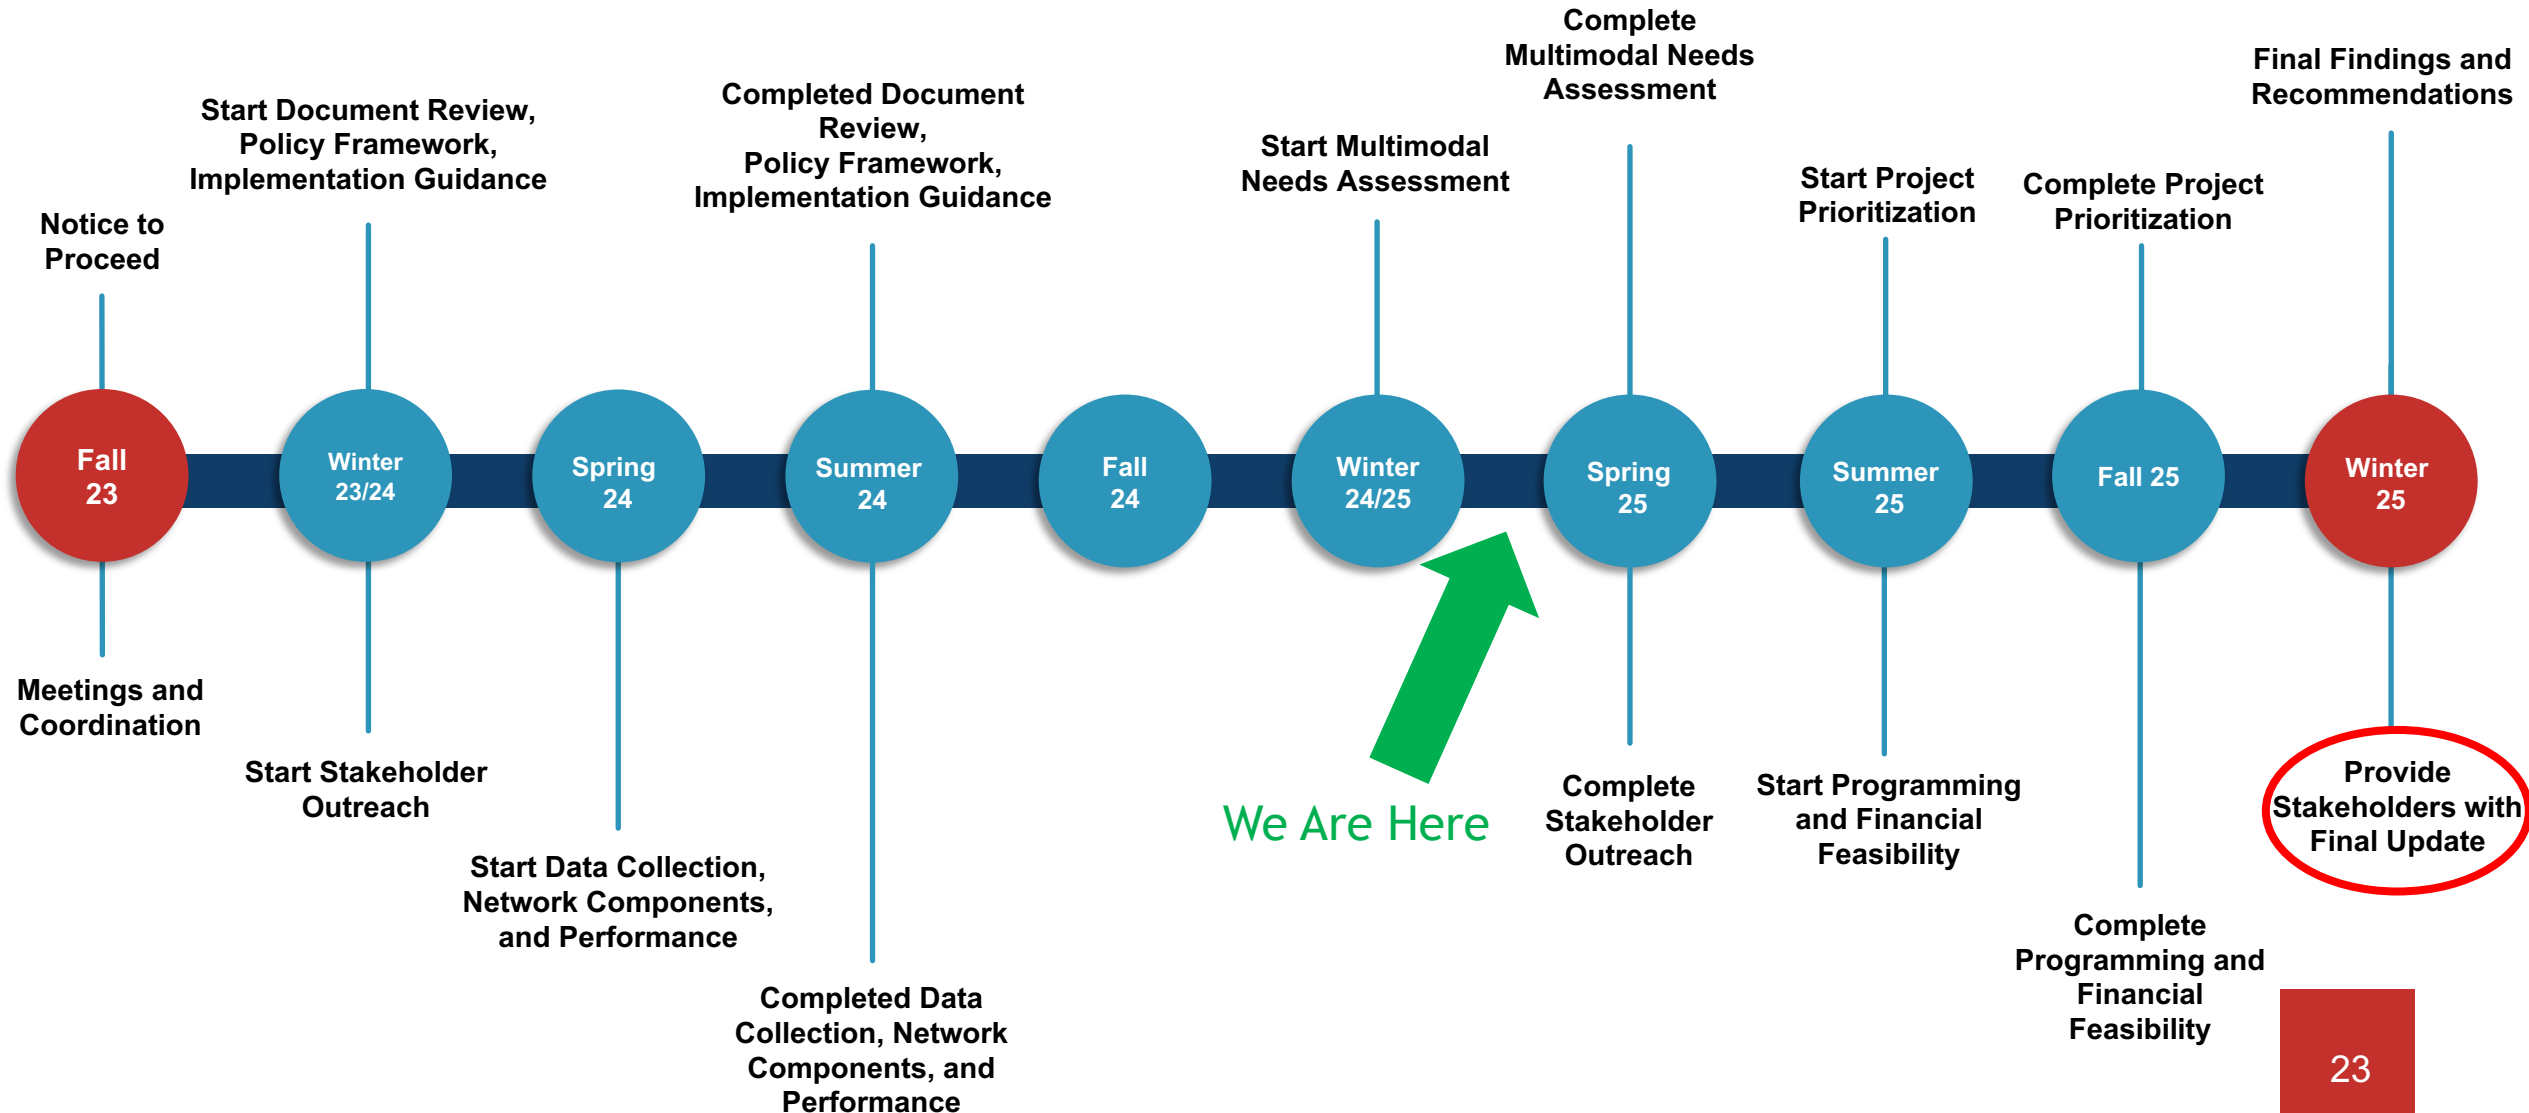 Notice to
Proceed
Start Document Review,
Policy Framework,
Implementation Guidance
Completed Document
Review,
Policy Framework,
Implementation Guidance
Start Multimodal
Needs Assessment
Complete
Multimodal Needs
Assessment
Start Project
Prioritization
Complete Project
Prioritization
Final Findings and
Recommendations
Fall
23
Winter
23/24
Spring
24
Summer
24
Fall
24
Winter
24/25
Spring
25
Summer
25
Fall 25
Winter
25
Meetings and
Coordination
Start Stakeholder
Outreach
Start Data Collection,
Network Components,
and Performance
Completed Data
Collection, Network
Components, and
Performance
We Are Here
Complete
Stakeholder
Outreach
Start Programming
and Financial
Feasibility
Complete
Programming and
Financial
Feasibility
Provide
Stakeholders with
Final Update
23